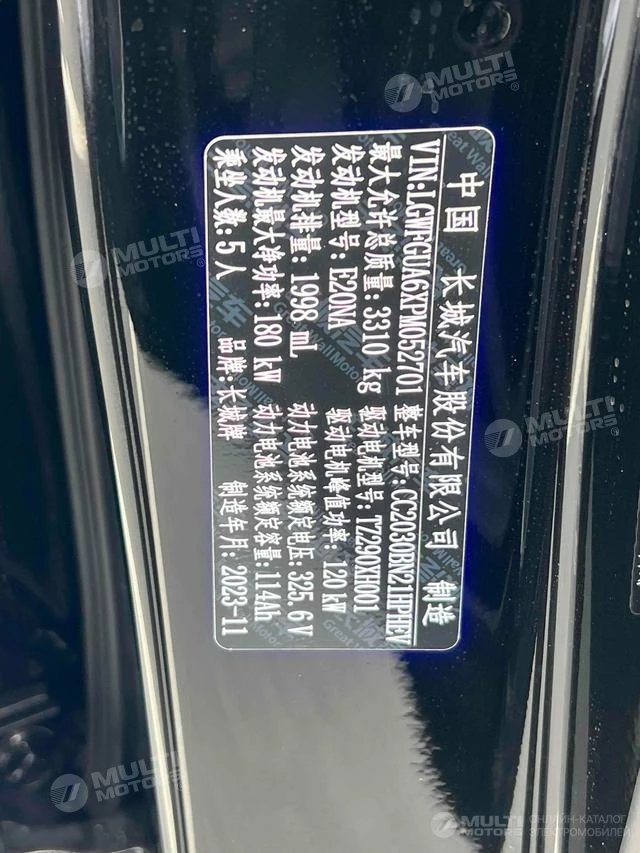 中国 长城汽车股份有限公司 制造
VIN:LGWFGUA6XPM052701 整车型号:CC2030BN21HPHEV
最大允许总质量:3310 kg 驱动电机型号:TZ290XH001
发动机型号:E20NA 驱动电机峰值功率:120 kW
发动机排量:1998 mL 动力电池系统额定电压:325.6V
发动机最大净功率:180 kW 动力电池系统额定容量:114Ah
乘坐人数:5人 品牌:长城牌 制造年月:2023-11
MULTI MOTORS®
MULTI MOTORS®
MULTI MOTORS®
MULTI MOTORS®
MULTI MOTORS® ОНЛАЙН-КАТАЛОГ ЭЛЕКТРОМОБИЛЕЙ